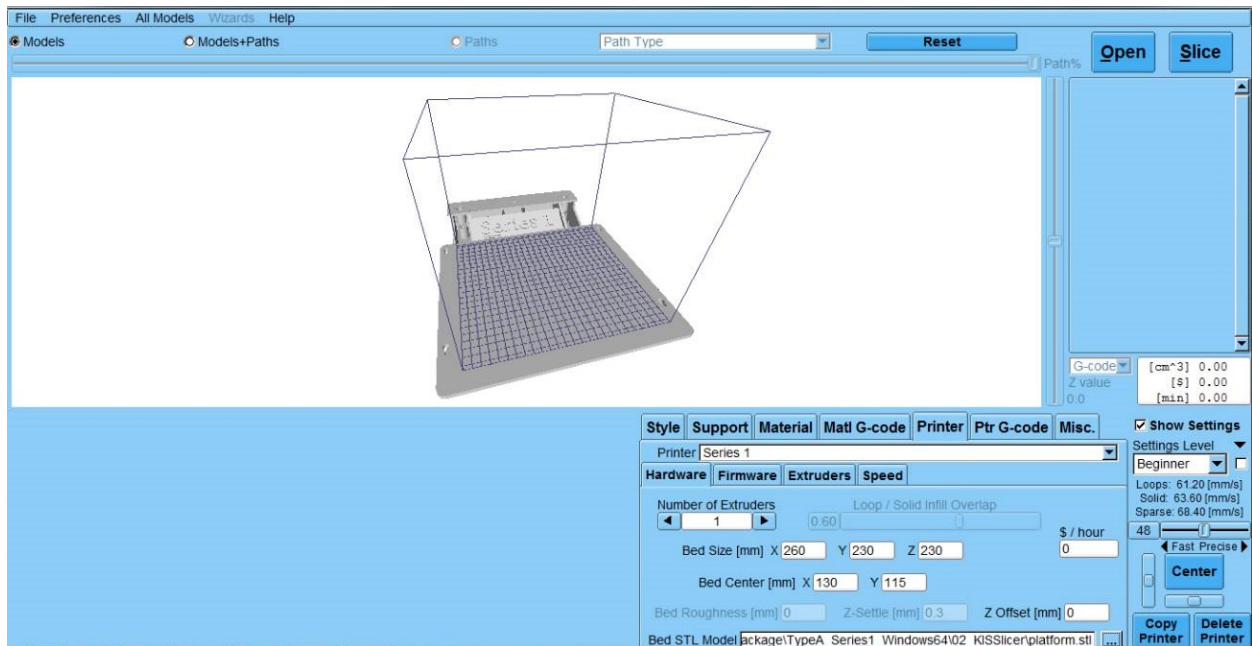 File Preferences All Models Wizards Help
Models Models+Paths Paths Path Type Reset
Open Slice
Path%
Series 1
G-code
Z value
0.0
[cm^3] 0.00
[$] 0.00
[min] 0.00
Style Support Material Matl G-code Printer Ptr G-code Misc.
Printer Series 1
Hardware Firmware Extruders Speed
Number of Extruders Loop / Solid Infill Overlap
1 0.60
$ / hour
Bed Size [mm] X 260 Y 230 Z 230 0
Bed Center [mm] X 130 Y 115
Bed Roughness [mm] 0 Z-Settle [mm] 0.3 Z Offset [mm] 0
Bed STL Model ackage\TypeA_Series1_Windows64\02_KISSlicer\platform.stl ...
Show Settings
Settings Level
Beginner
Loops: 61.20 [mm/s]
Solid: 63.60 [mm/s]
Sparse: 68.40 [mm/s]
48
Fast Precise
Center
Copy Printer
Delete Printer